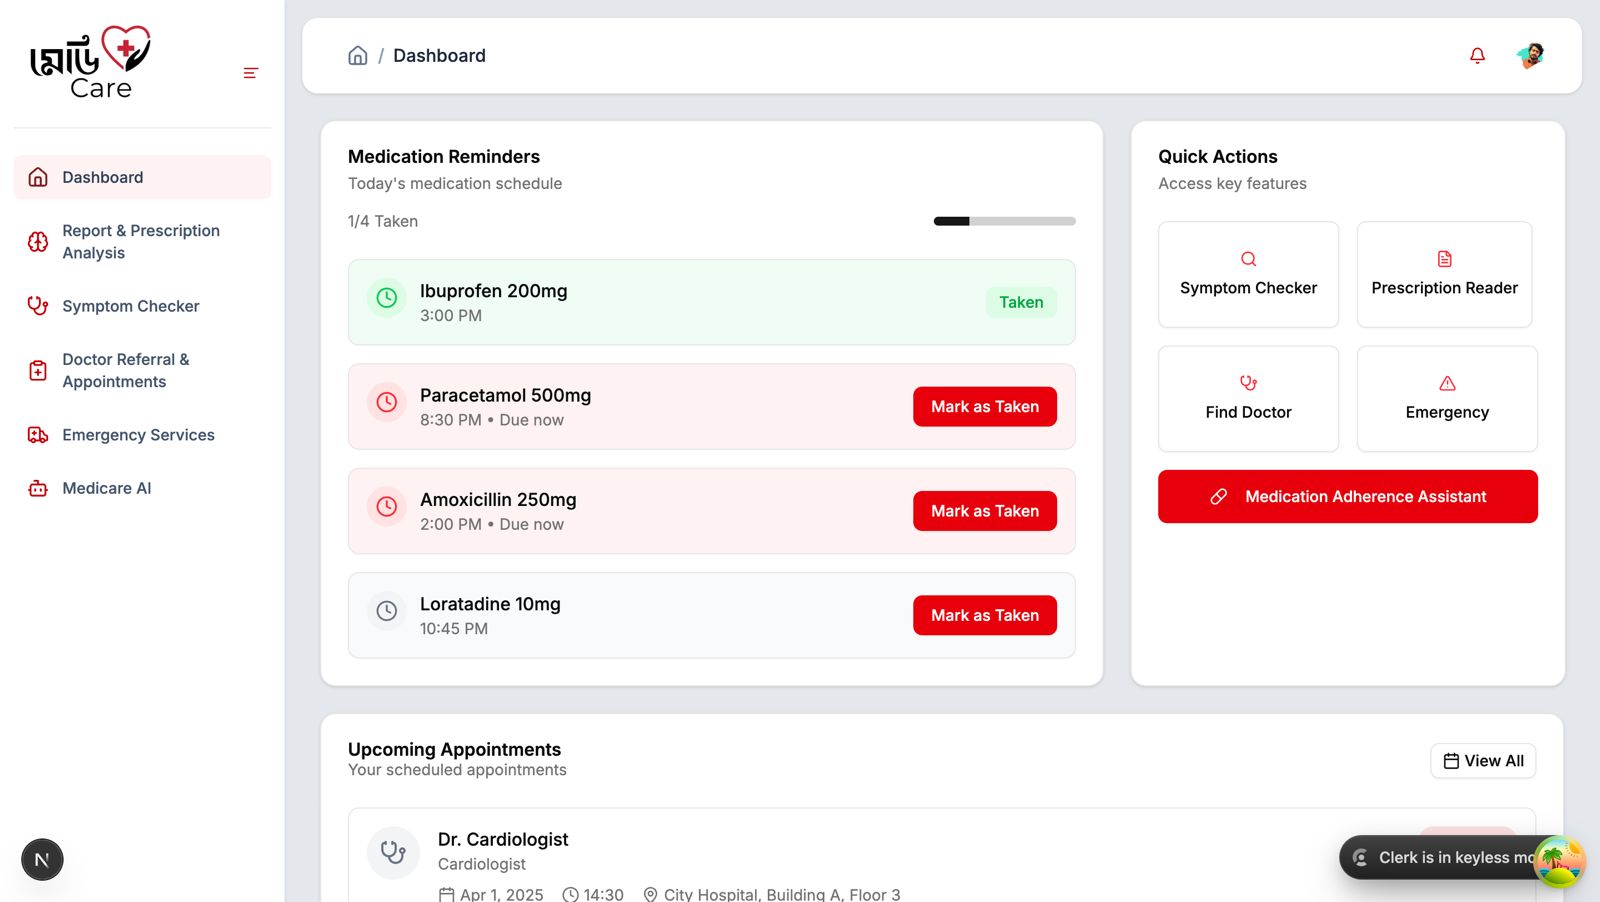 মেডি
Care
Dashboard
Report & Prescription
Analysis
Symptom Checker
Doctor Referral &
Appointments
Emergency Services
Medicare AI
N
/ Dashboard
Medication Reminders
Today's medication schedule
1/4 Taken
Ibuprofen 200mg
3:00 PM
Taken
Paracetamol 500mg
8:30 PM • Due now
Mark as Taken
Amoxicillin 250mg
2:00 PM • Due now
Mark as Taken
Loratadine 10mg
10:45 PM
Mark as Taken
Quick Actions
Access key features
Symptom Checker
Prescription Reader
Find Doctor
Emergency
Medication Adherence Assistant
Upcoming Appointments
Your scheduled appointments
View All
Dr. Cardiologist
Cardiologist
Apr 1, 2025 14:30 City Hospital, Building A, Floor 3
Clerk is in keyless mo